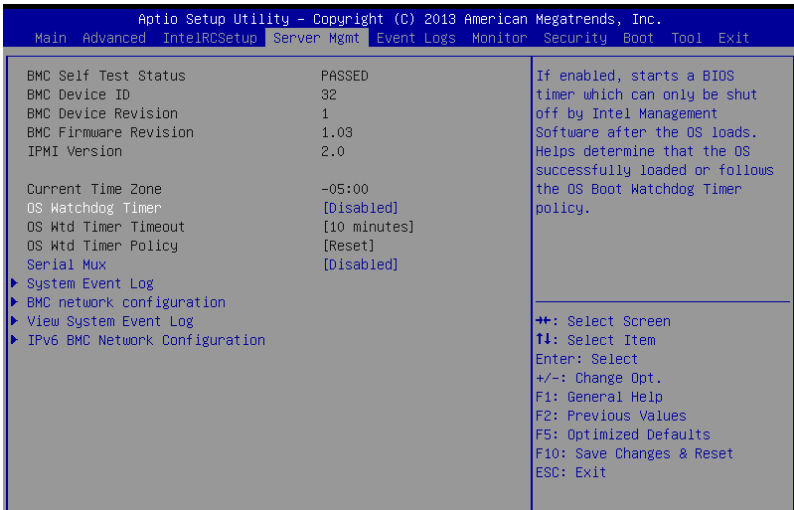 Aptio Setup Utility – Copyright (C) 2013 American Megatrends, Inc.
Main Advanced IntelRCSetup Server Mgmt Event Logs Monitor Security Boot Tool Exit
BMC Self Test Status PASSED
BMC Device ID 32
BMC Device Revision 1
BMC Firmware Revision 1.03
IPMI Version 2.0
Current Time Zone -05:00
OS Watchdog Timer [Disabled]
OS Wtd Timer Timeout [10 minutes]
OS Wtd Timer Policy [Reset]
Serial Mux [Disabled]
System Event Log
BMC network configuration
View System Event Log
IPv6 BMC Network Configuration
If enabled, starts a BIOS
timer which can only be shut
off by Intel Management
Software after the OS loads.
Helps determine that the OS
successfully loaded or follows
the OS Boot Watchdog Timer
policy.
→←: Select Screen
↑↓: Select Item
Enter: Select
+/-: Change Opt.
F1: General Help
F2: Previous Values
F5: Optimized Defaults
F10: Save Changes & Reset
ESC: Exit